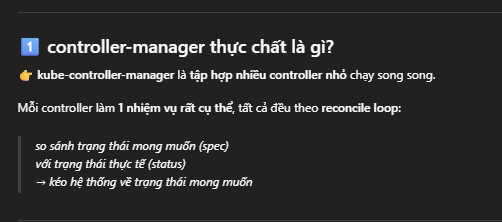 1 controller-manager thực chất là gì?
👉 kube-controller-manager là tập hợp nhiều controller nhỏ chạy song song.
Mỗi controller làm 1 nhiệm vụ rất cụ thể, tất cả đều theo reconcile loop:
so sánh trạng thái mong muốn (spec)
với trạng thái thực tế (status)
→ kéo hệ thống về trạng thái mong muốn